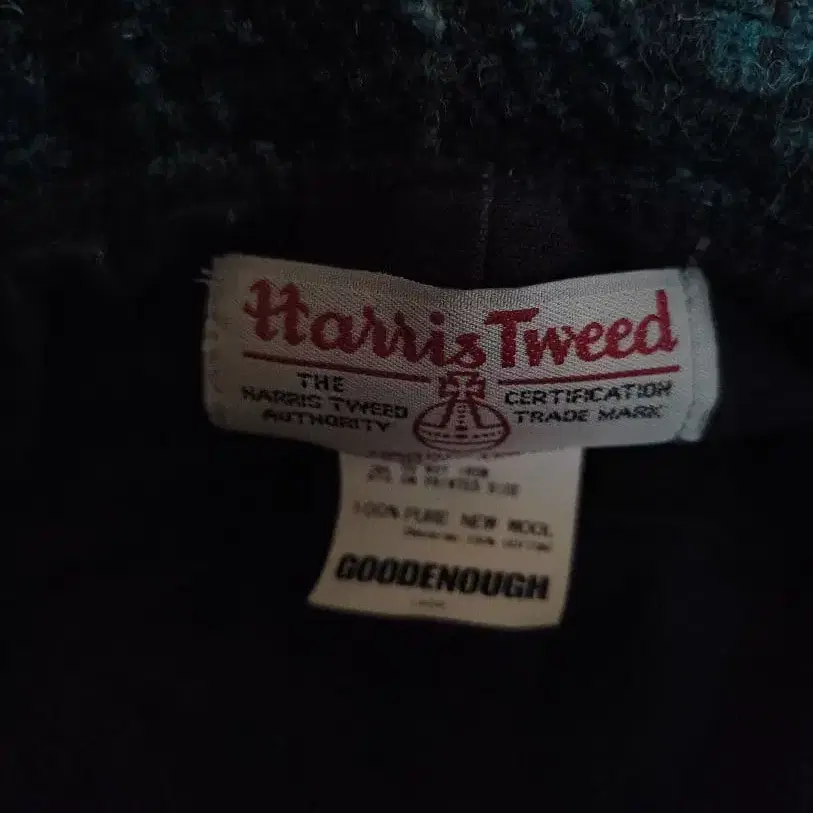 Harris Tweed
THE
HARRIS TWEED
AUTHORITY
CERTIFICATION
TRADE MARK
100% PURE NEW WOOL
GOODENOUGH